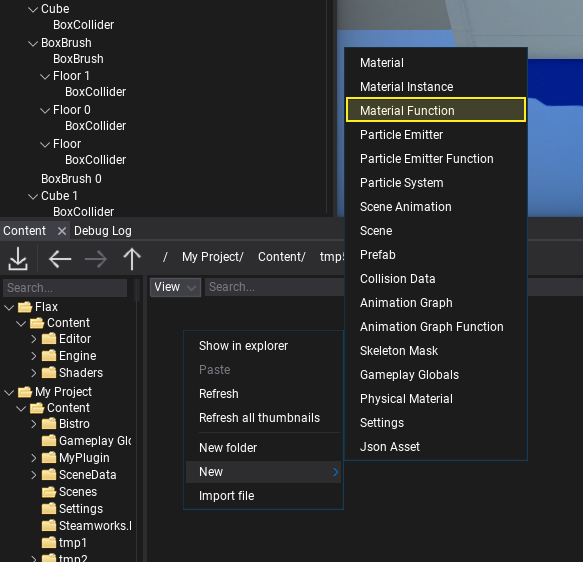 Cube
BoxCollider
BoxBrush
BoxBrush
Floor 1
BoxCollider
Floor 0
BoxCollider
Floor
BoxCollider
BoxBrush 0
Cube 1
BoxCollider
Content
Debug Log
/ My Project/ Content/ tmp
Search...
View
Search...
Flax
Content
Editor
Engine
Shaders
My Project
Content
Bistro
Gameplay Glo
MyPlugin
SceneData
Scenes
Settings
Steamworks.
tmp1
tmp2
Show in explorer
Paste
Refresh
Refresh all thumbnails
New folder
New
Import file
Material
Material Instance
Material Function
Particle Emitter
Particle Emitter Function
Particle System
Scene Animation
Scene
Prefab
Collision Data
Animation Graph
Animation Graph Function
Skeleton Mask
Gameplay Globals
Physical Material
Settings
Json Asset